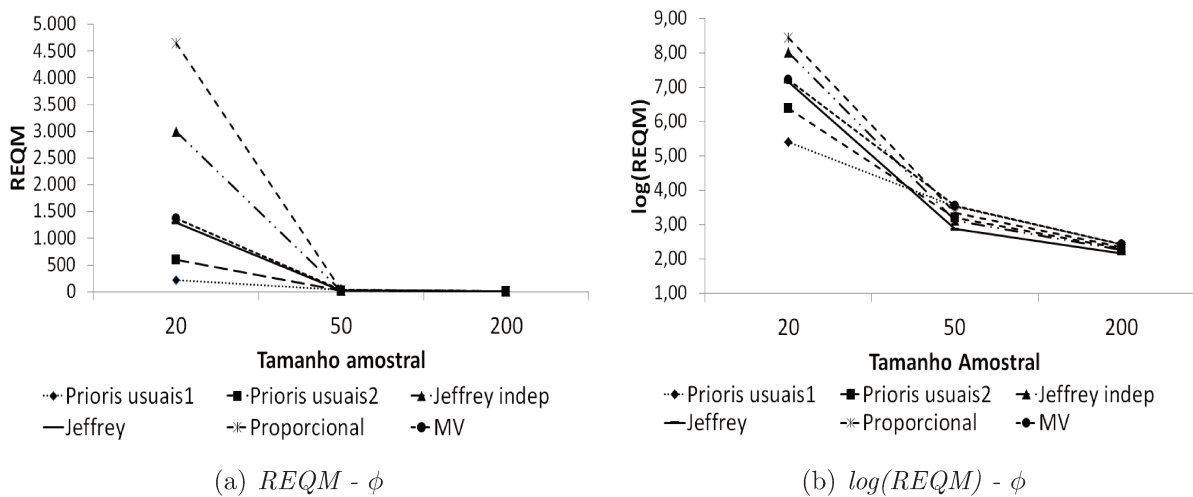 5.000
4.500
4.000
3.500
3.000
2.500
2.000
1.500
1.000
500
0
REQM
20 50 200
Tamanho amostral
Prioris usuais1 Prioris usuais2 Jeffrey indep
Jeffrey Proporcional MV
(a) REQM - ϕ
9,00
8,00
7,00
6,00
5,00
4,00
3,00
2,00
1,00
log(REQM)
20 50 200
Tamanho Amostral
Prioris usuais1 Prioris usuais2 Jeffrey indep
Jeffrey Proporcional MV
(b) log(REQM) - ϕ